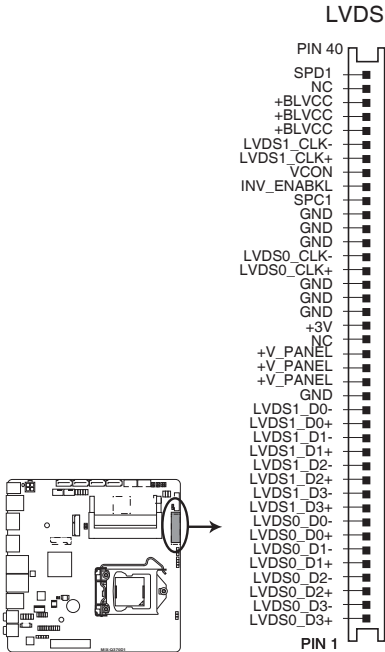 LVDS
PIN 40
SPD1
NC
+BLVCC
+BLVCC
+BLVCC
LVDS1_CLK-
LVDS1_CLK+
VCON
INV_ENABKL
SPC1
GND
GND
GND
LVDS0_CLK-
LVDS0_CLK+
GND
GND
GND
+3V
NC
+V_PANEL
+V_PANEL
+V_PANEL
GND
LVDS1_D0-
LVDS1_D0+
LVDS1_D1-
LVDS1_D1+
LVDS1_D2-
LVDS1_D2+
LVDS1_D3-
LVDS1_D3+
LVDS0_D0-
LVDS0_D0+
LVDS0_D1-
LVDS0_D1+
LVDS0_D2-
LVDS0_D2+
LVDS0_D3-
LVDS0_D3+
PIN 1